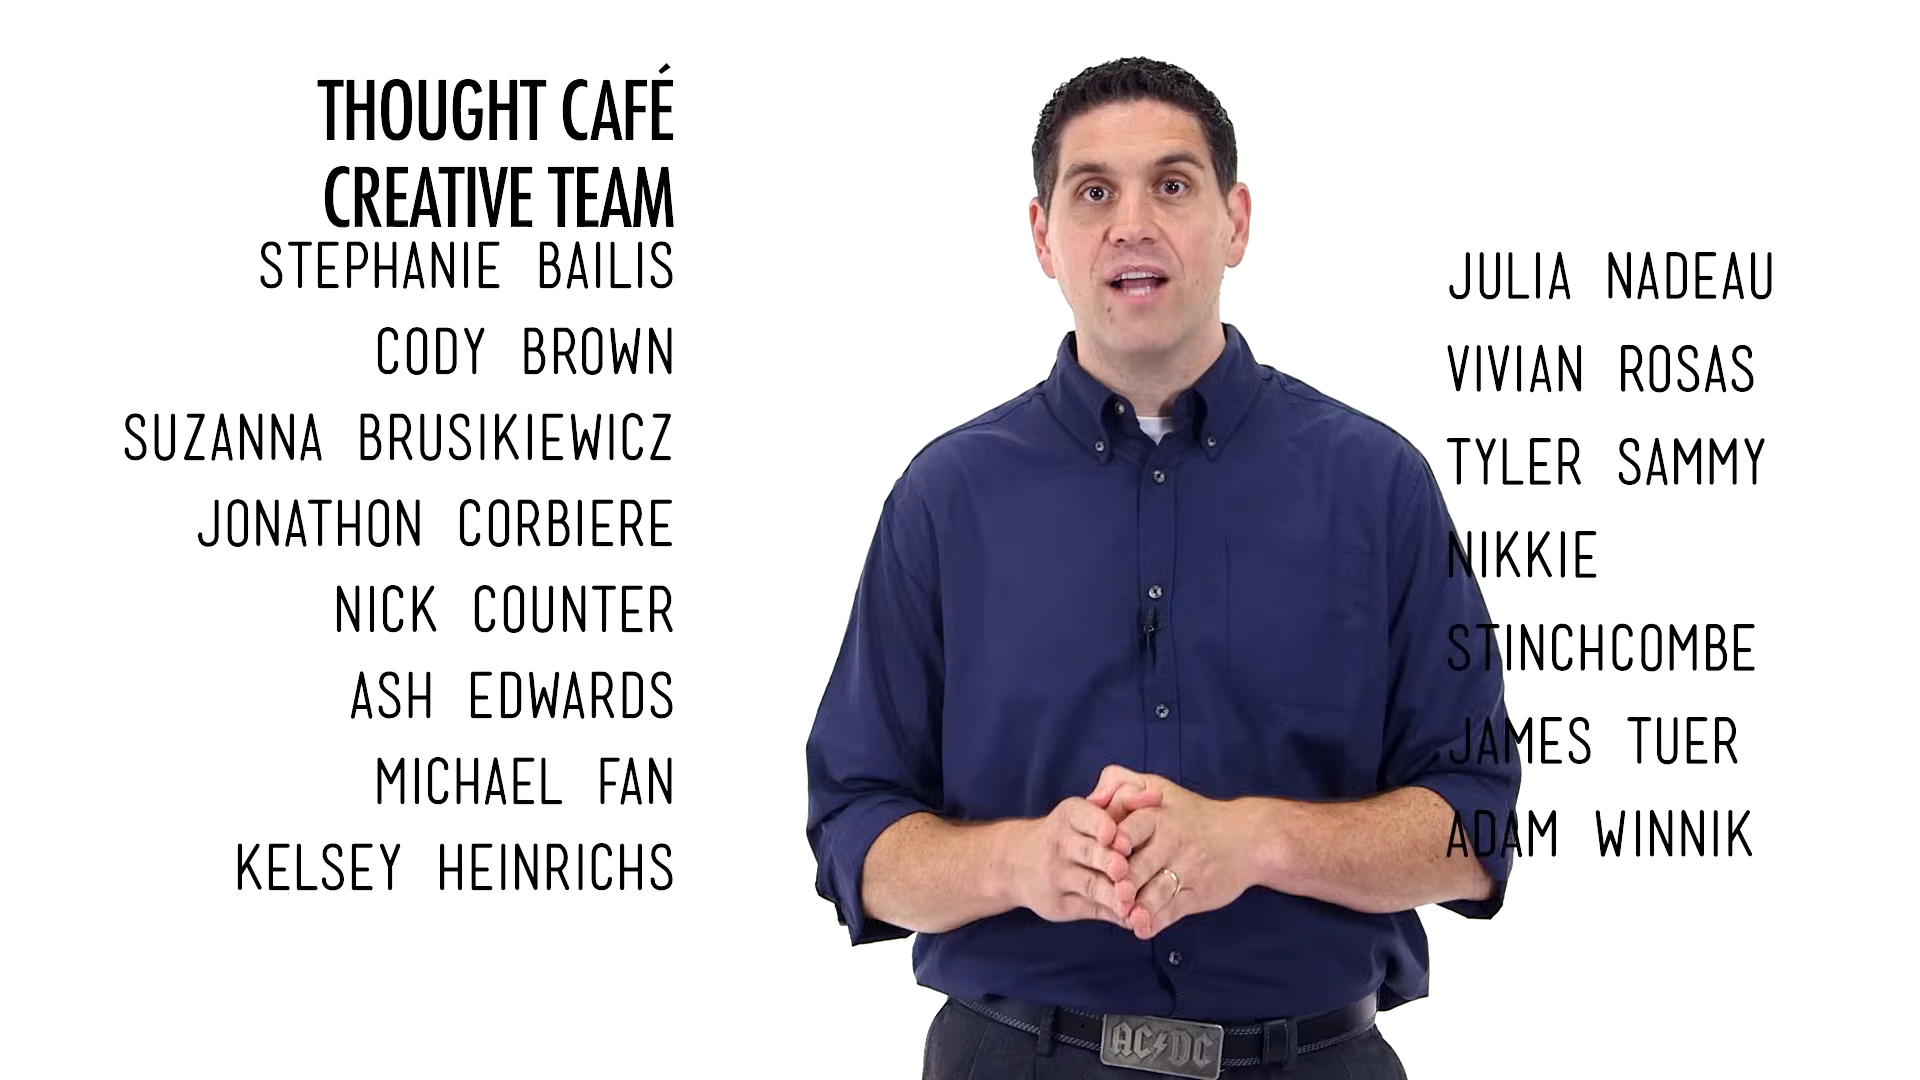 THOUGHT CAFÉ
CREATIVE TEAM
STEPHANIE BAILIS
CODY BROWN
SUZANNA BRUSIKIEWICZ
JONATHON CORBIERE
NICK COUNTER
ASH EDWARDS
MICHAEL FAN
KELSEY HEINRICHS
JULIA NADEAU
VIVIAN ROSAS
TYLER SAMMY
NIKKIE
STINCHCOMBE
JAMES TUER
ADAM WINNIK
AC⚡DC